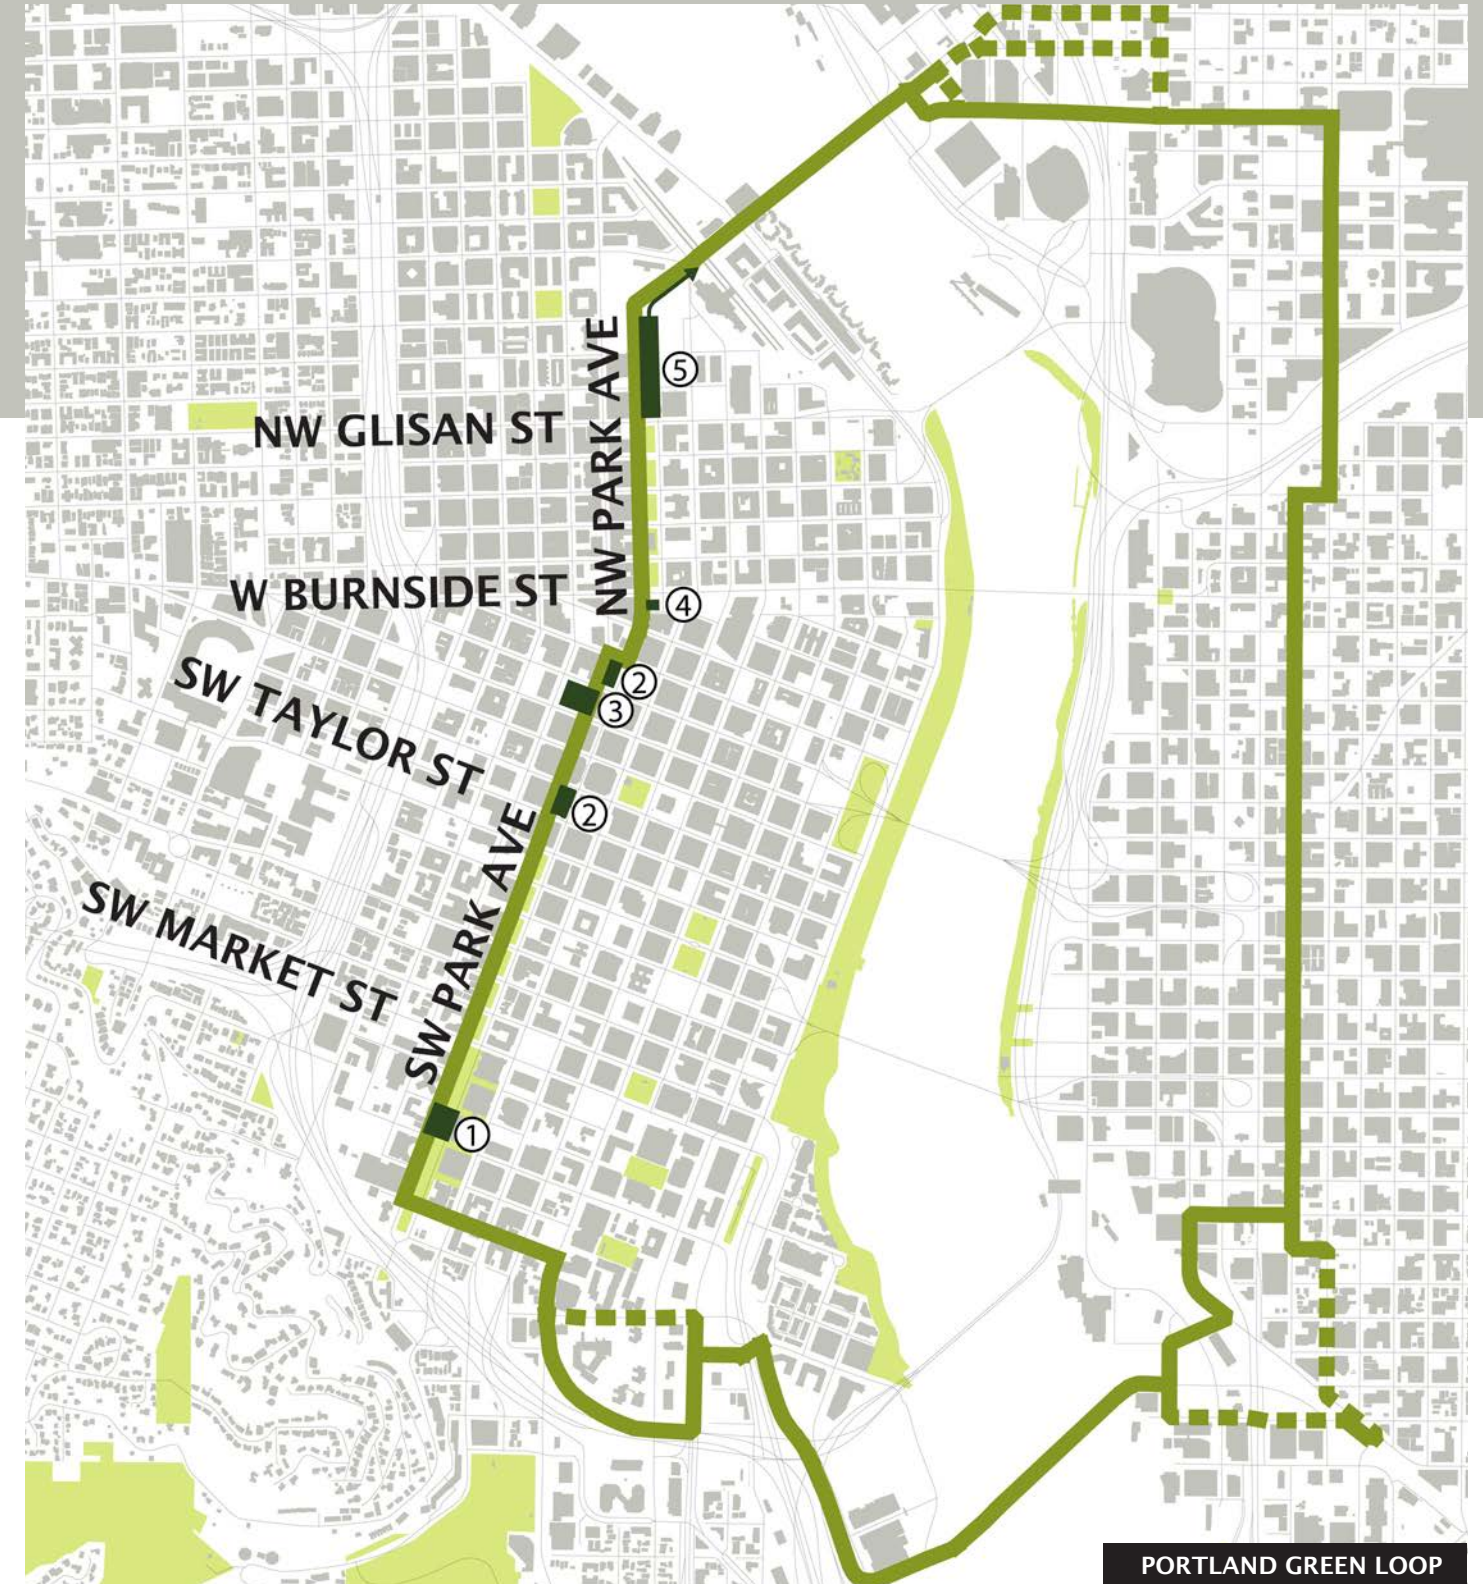 NW PARK AVE
⑤
NW GLISAN ST
W BURNSIDE ST
④
②
③
SW TAYLOR ST
②
SW PARK AVE
SW MARKET ST
①
PORTLAND GREEN LOOP